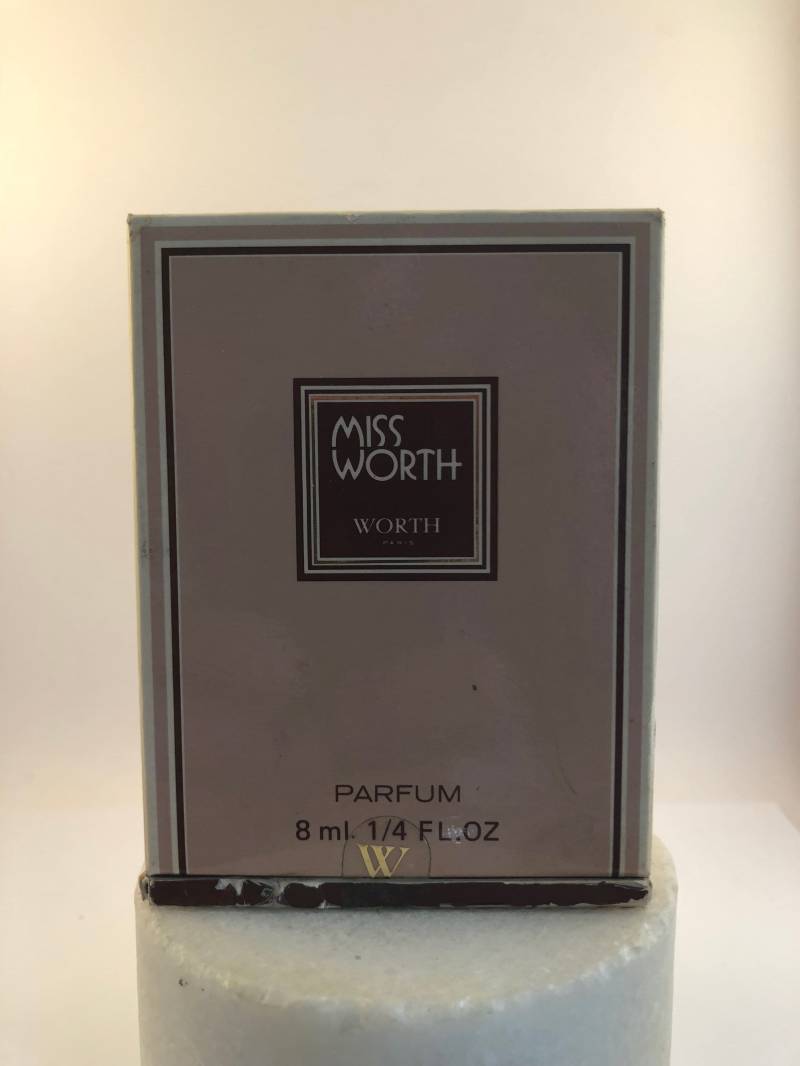 MISS
WORTH
WORTH
PARIS
PARFUM
8 ml. 1/4 FL.OZ
W